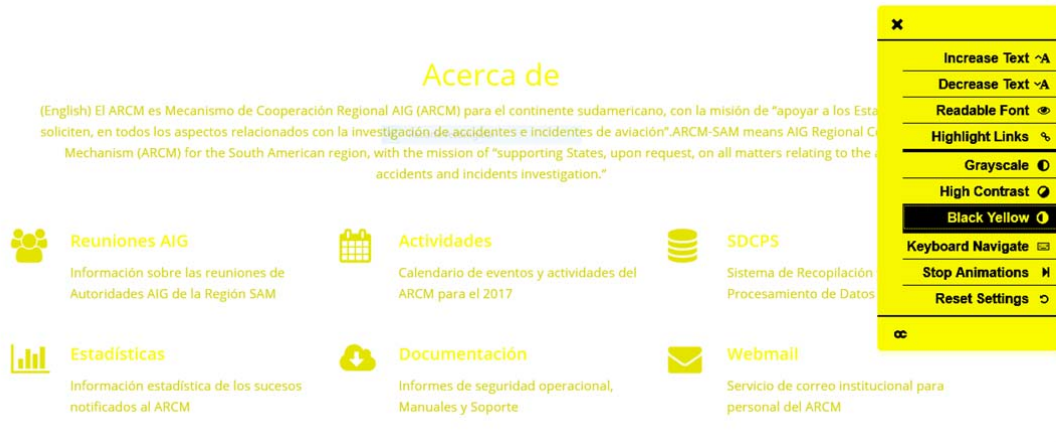 Acerca de
(English) El ARCM es Mecanismo de Cooperación Regional AIG (ARCM) para el continente sudamericano, con la misión de “apoyar a los Esta
soliciten, en todos los aspectos relacionados con la investigación de accidentes e incidentes de aviación”.ARCM-SAM means AIG Regional C
Mechanism (ARCM) for the South American region, with the mission of “supporting States, upon request, on all matters relating to the a
accidents and incidents investigation.”
Reuniones AIG
Información sobre las reuniones de
Autoridades AIG de la Región SAM
Actividades
Calendario de eventos y actividades del
ARCM para el 2017
SDCPS
Sistema de Recopilación
Procesamiento de Datos
Estadísticas
Información estadística de los sucesos
notificados al ARCM
Documentación
Informes de seguridad operacional,
Manuales y Soporte
Webmail
Servicio de correo institucional para
personal del ARCM
Increase Text
Decrease Text
Readable Font
Highlight Links
Grayscale
High Contrast
Black Yellow
Keyboard Navigate
Stop Animations
Reset Settings